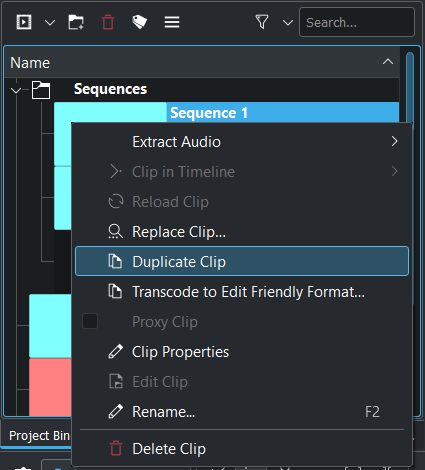 Search...
Name
Sequences
Sequence 1
Extract Audio
Clip in Timeline
Reload Clip
Replace Clip...
Duplicate Clip
Transcode to Edit Friendly Format...
Proxy Clip
Clip Properties
Edit Clip
Rename... F2
Project Bin
Delete Clip